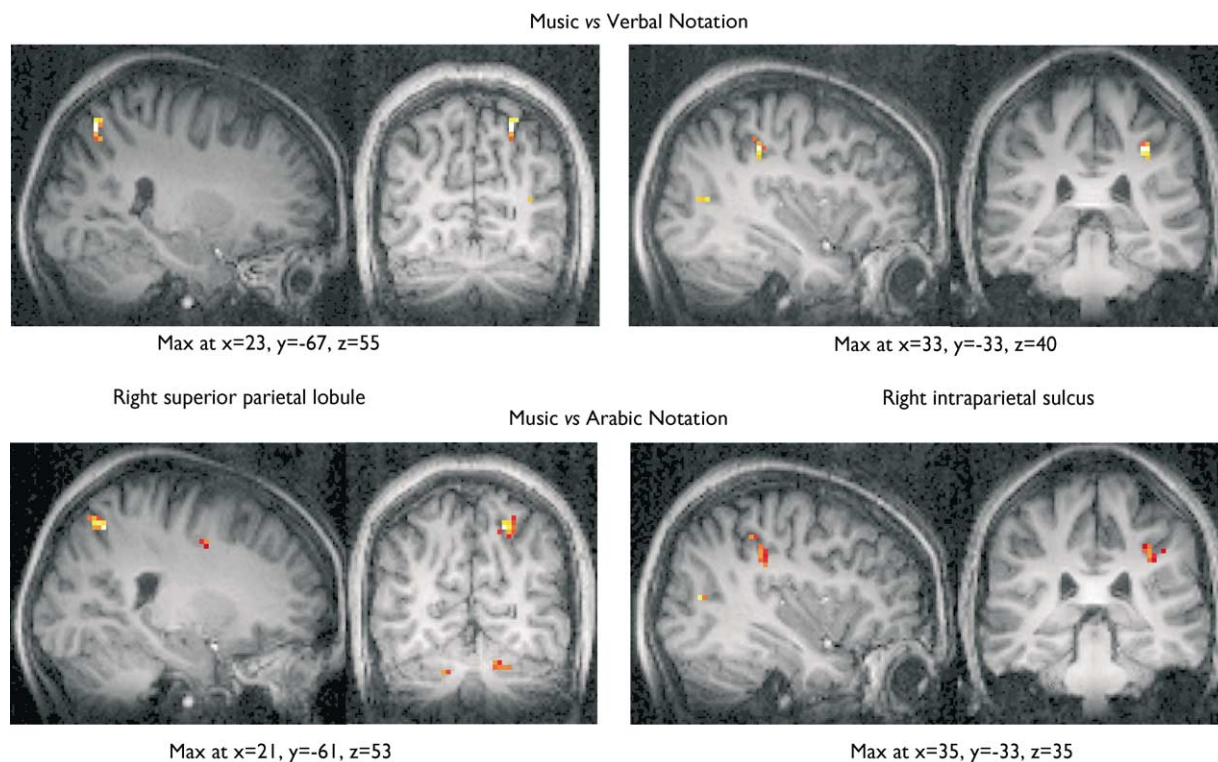 Music vs Verbal Notation
Max at x=23, y=-67, z=55
Max at x=33, y=-33, z=40
Right superior parietal lobule
Right intraparietal sulcus
Music vs Arabic Notation
Max at x=21, y=-61, z=53
Max at x=35, y=-33, z=35